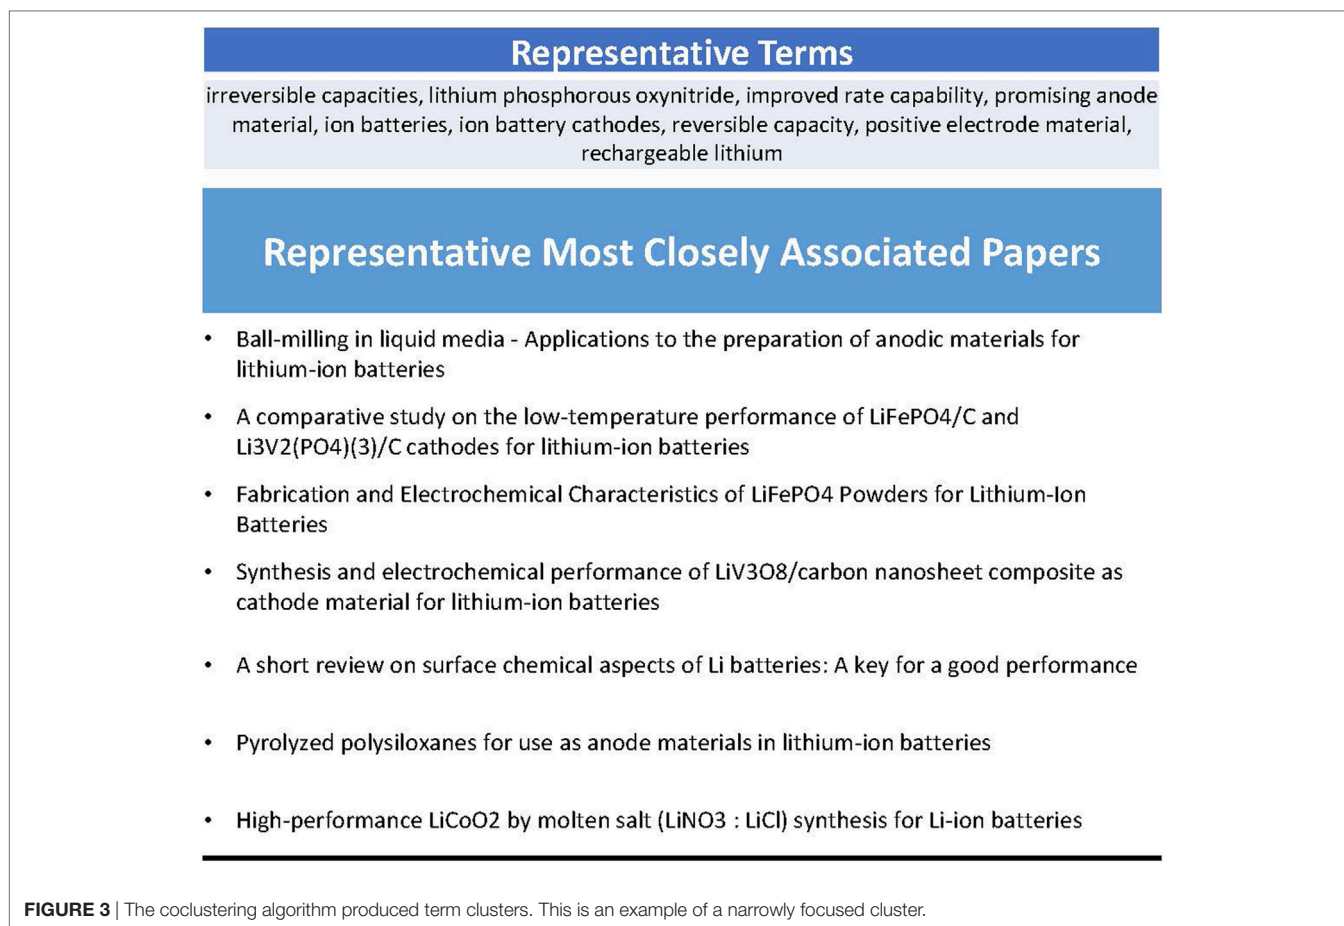 Representative Terms
irreversible capacities, lithium phosphorous oxynitride, improved rate capability, promising anode
material, ion batteries, ion battery cathodes, reversible capacity, positive electrode material,
rechargeable lithium
Representative Most Closely Associated Papers
• Ball-milling in liquid media - Applications to the preparation of anodic materials for
lithium-ion batteries
• A comparative study on the low-temperature performance of LiFePO4/C and
Li3V2(PO4)(3)/C cathodes for lithium-ion batteries
• Fabrication and Electrochemical Characteristics of LiFePO4 Powders for Lithium-Ion
Batteries
• Synthesis and electrochemical performance of LiV3O8/carbon nanosheet composite as
cathode material for lithium-ion batteries
• A short review on surface chemical aspects of Li batteries: A key for a good performance
• Pyrolyzed polysiloxanes for use as anode materials in lithium-ion batteries
• High-performance LiCoO2 by molten salt (LiNO3 : LiCl) synthesis for Li-ion batteries
FIGURE 3 | The coclustering algorithm produced term clusters. This is an example of a narrowly focused cluster.